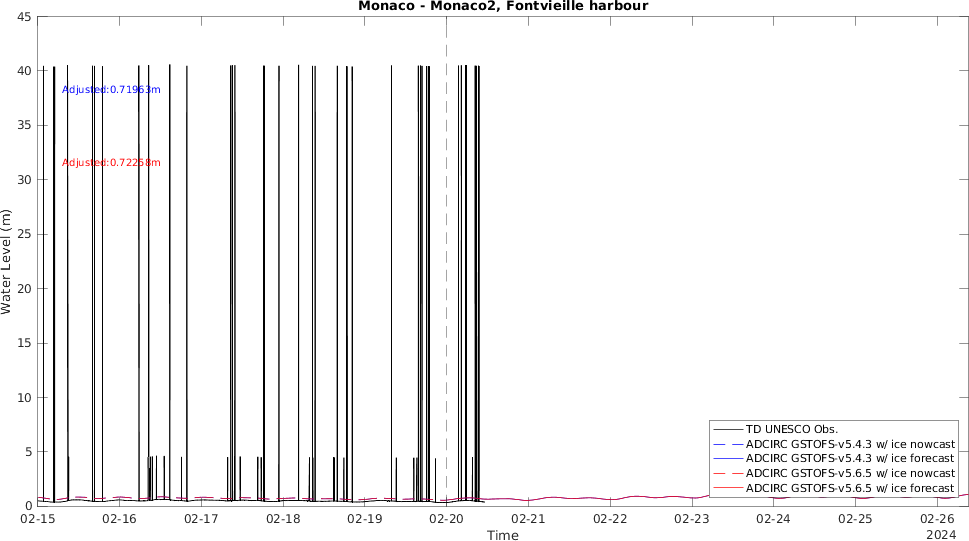 Monaco - Monaco2, Fontvieille harbour
45
40
35
30
25
20
15
10
5
0
Water Level (m)
Adjusted:0.71963m
Adjusted:0.72258m
TD UNESCO Obs.
ADCIRC GSTOFS-v5.4.3 w/ ice nowcast
ADCIRC GSTOFS-v5.4.3 w/ ice forecast
ADCIRC GSTOFS-v5.6.5 w/ ice nowcast
ADCIRC GSTOFS-v5.6.5 w/ ice forecast
02-15 02-16 02-17 02-18 02-19 02-20 02-21 02-22 02-23 02-24 02-25 02-26
2024
Time